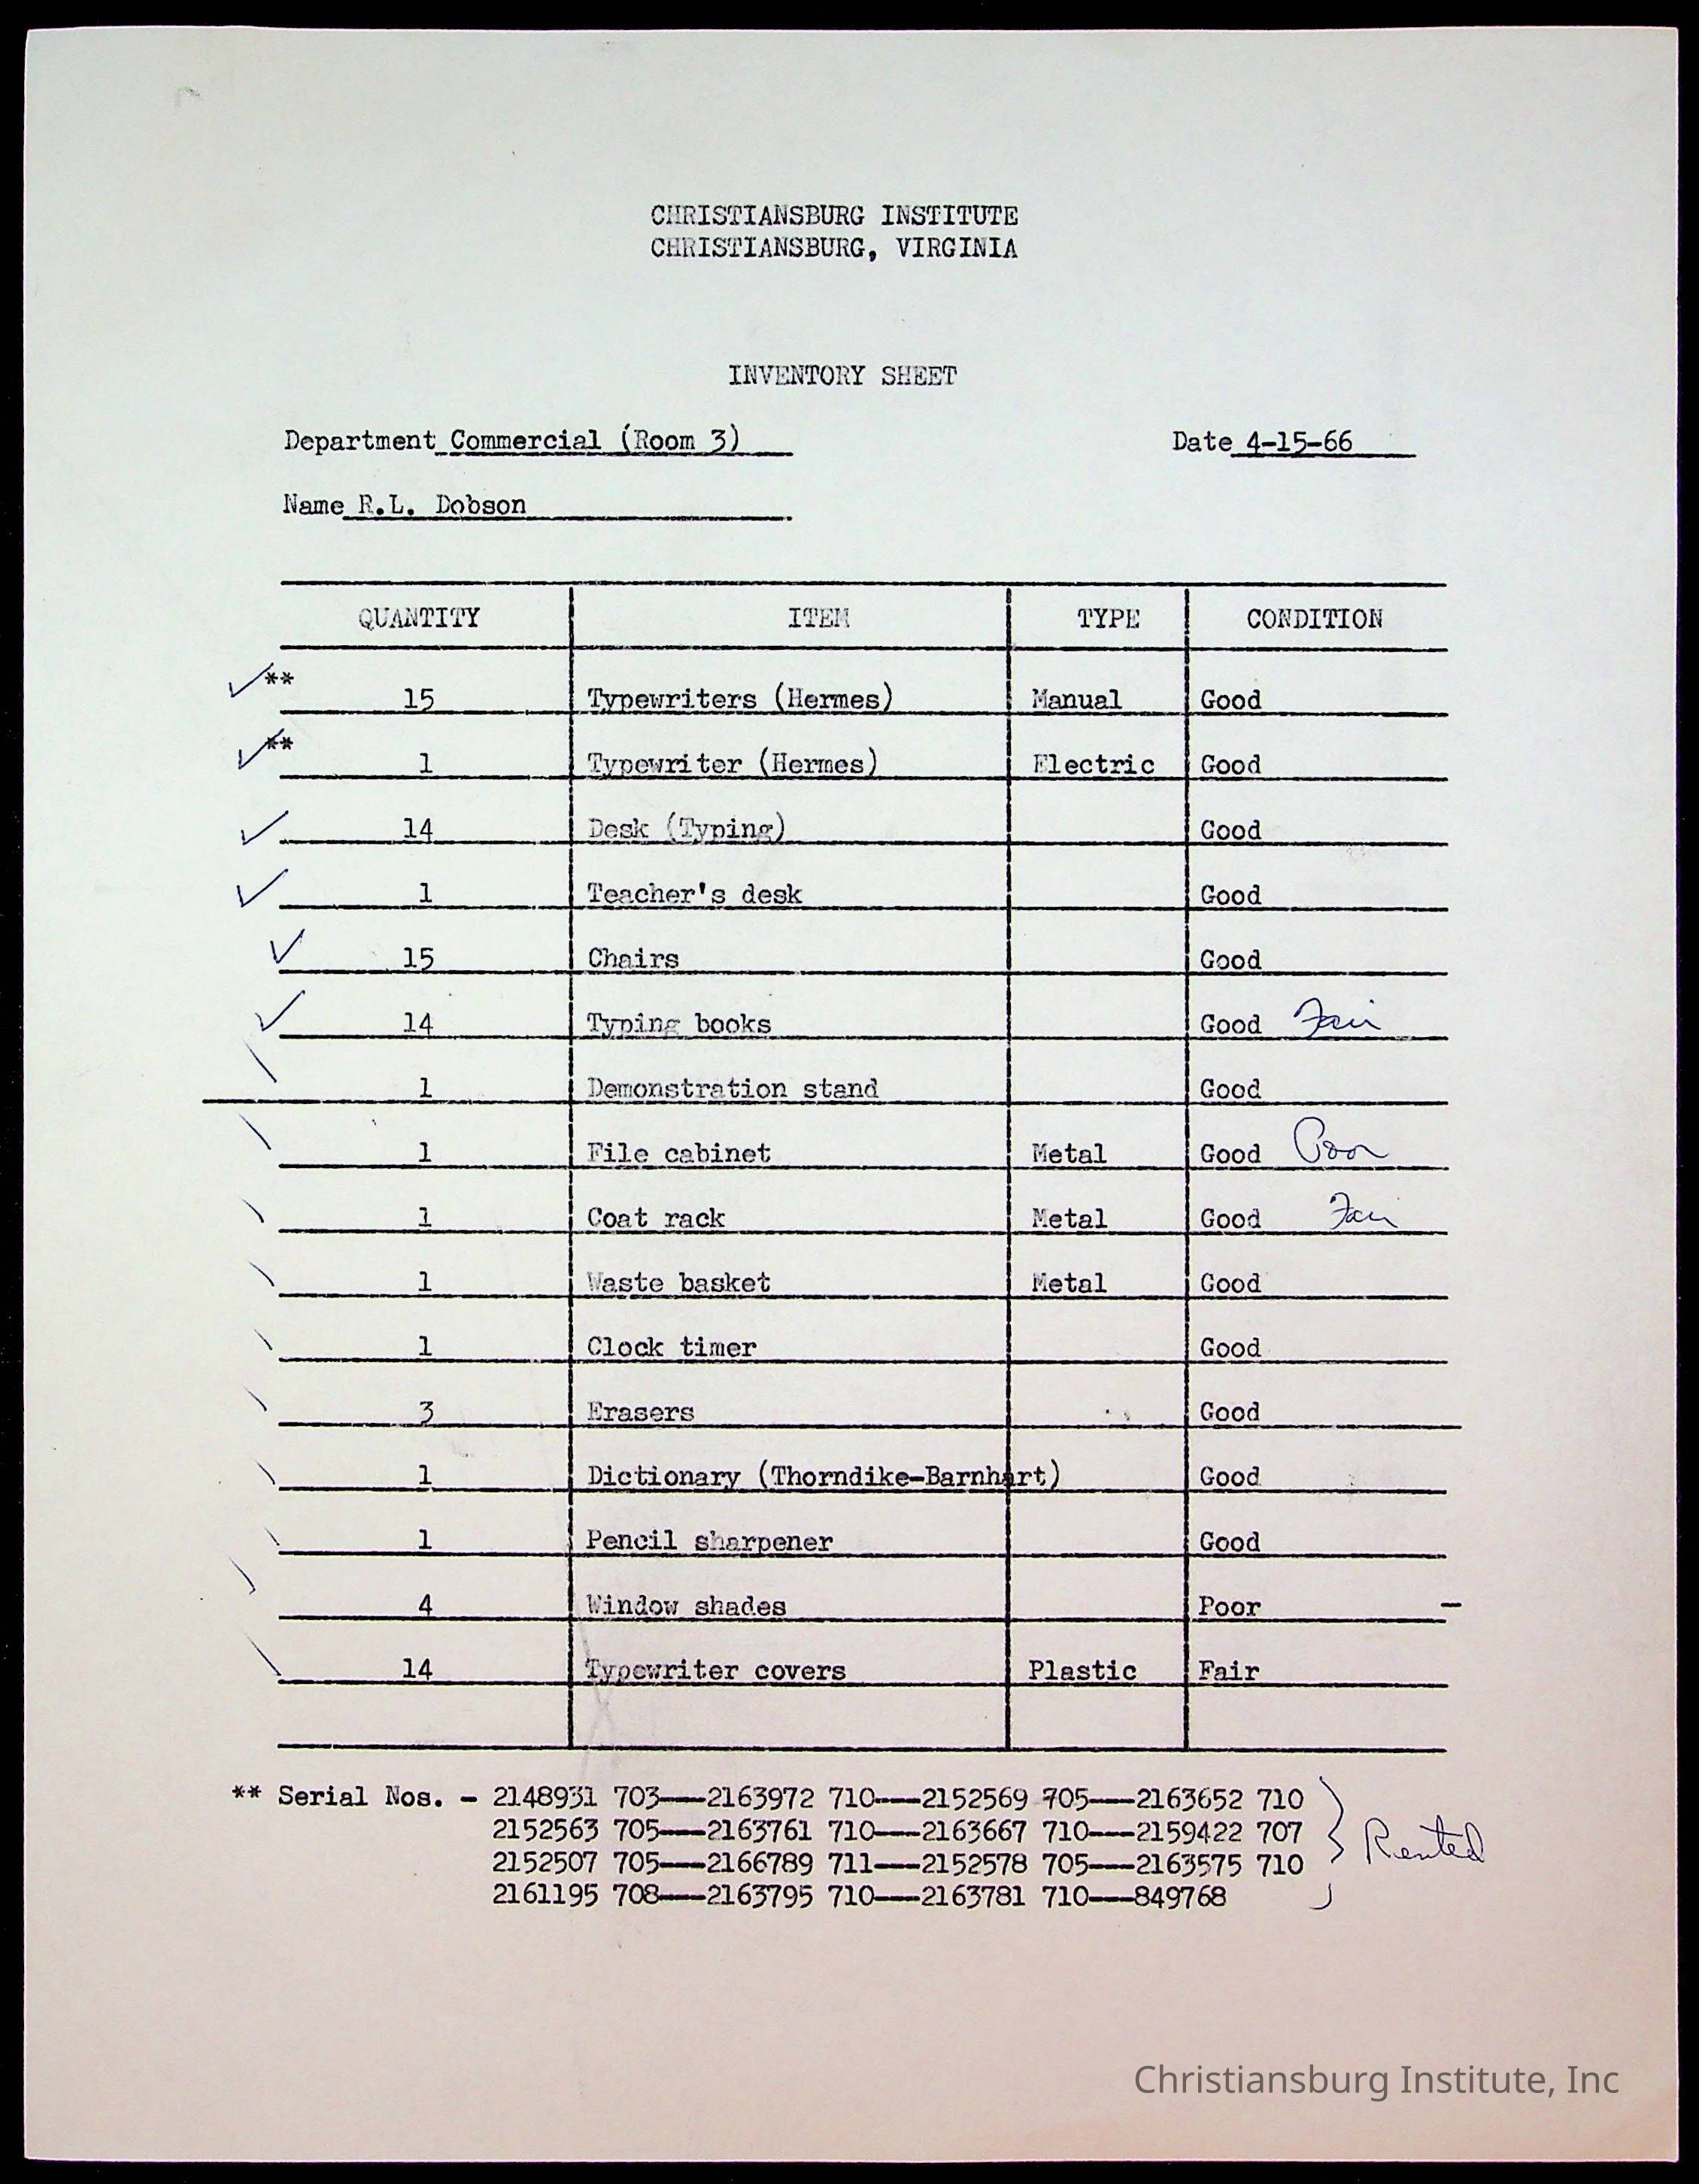 CHRISTIANSBURG INSTITUTE
CHRISTIANSBURG, VIRGINIA
INVENTORY SHEET
Department Commercial (Room 3) Date 4-15-66
Name R.L. Dobson
QUANTITY ITEM TYPE CONDITION
** 15 Typewriters (Hermes) Manual Good
** 1 Typewriter (Hermes) Electric Good
14 Desk (Typing) Good
1 Teacher's desk Good
15 Chairs Good
14 Typing books Good Fair
1 Demonstration stand Good
1 File cabinet Metal Good Poor
1 Coat rack Metal Good Fair
1 Waste basket Metal Good
1 Clock timer Good
3 Erasers Good
1 Dictionary (Thorndike-Barnhart) Good
1 Pencil sharpener Good
4 Window shades Poor
14 Typewriter covers Plastic Fair
** Serial Nos. - 2148931 703---2163972 710---2152569 705---2163652 710
2152563 705---2163761 710---2163667 710---2159422 707
2152507 705---2166789 711---2152578 705---2163575 710
2161195 708---2163795 710---2163781 710---849768
Rented
Christiansburg Institute, Inc